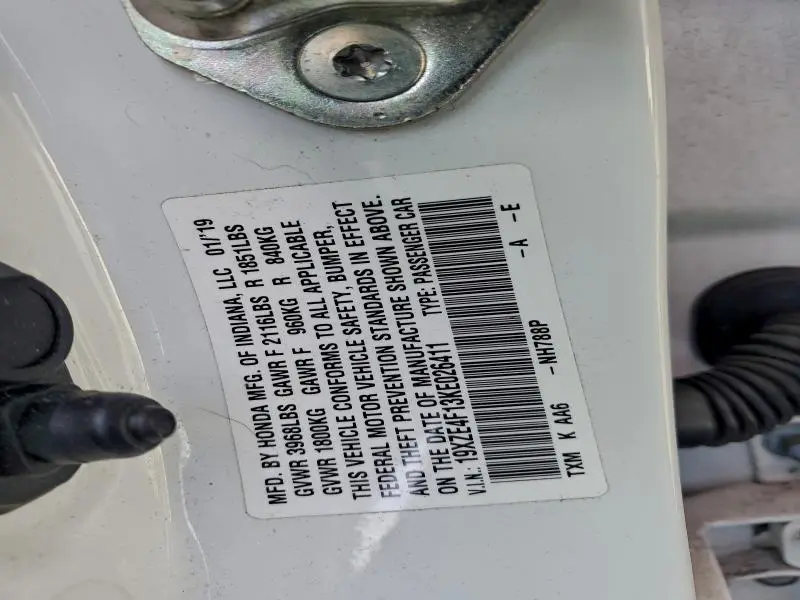 MFD. BY HONDA MFG. OF INDIANA, LLC 01/'19
GVWR 3968LBS GAWR F 2116LBS R 1851LBS
GVWR 1800KG GAWR F 960KG R 840KG
THIS VEHICLE CONFORMS TO ALL APPLICABLE
FEDERAL MOTOR VEHICLE SAFETY, BUMPER,
AND THEFT PREVENTION STANDARDS IN EFFECT
ON THE DATE OF MANUFACTURE SHOWN ABOVE.
V.I.N.: 19XZE4F13KE026411 TYPE: PASSENGER CAR
TXM K AA6 -NH788P -A -E